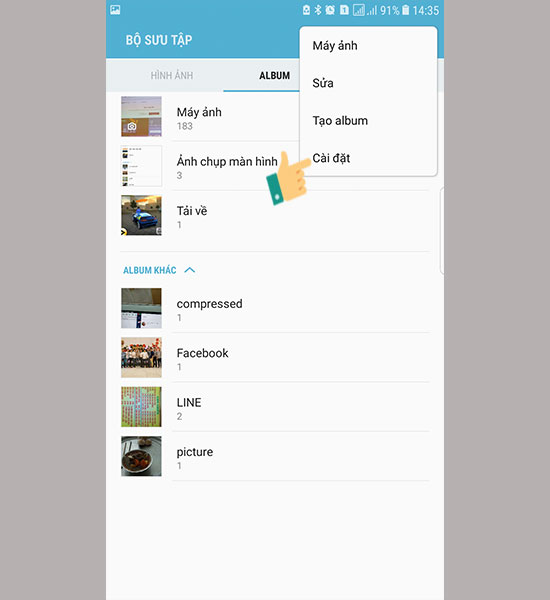 91% 14:35
BỘ SƯU TẬP
Máy ảnh
Sửa
Tạo album
Cài đặt
HÌNH ẢNH
ALBUM
Máy ảnh
183
Ảnh chụp màn hình
3
Tải về
1
ALBUM KHÁC
compressed
1
Facebook
1
LINE
2
picture
1